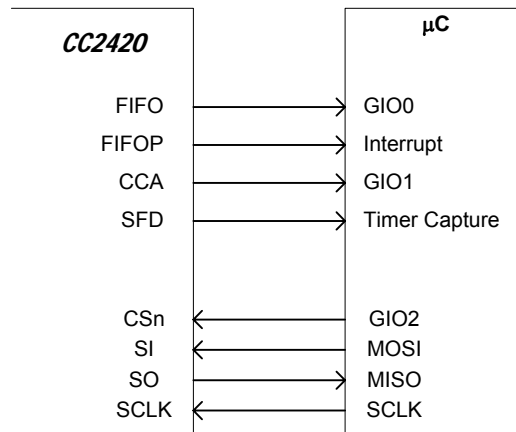 CC2420 μC
FIFO GIO0
FIFOP Interrupt
CCA GIO1
SFD Timer Capture
CSn GIO2
SI MOSI
SO MISO
SCLK SCLK